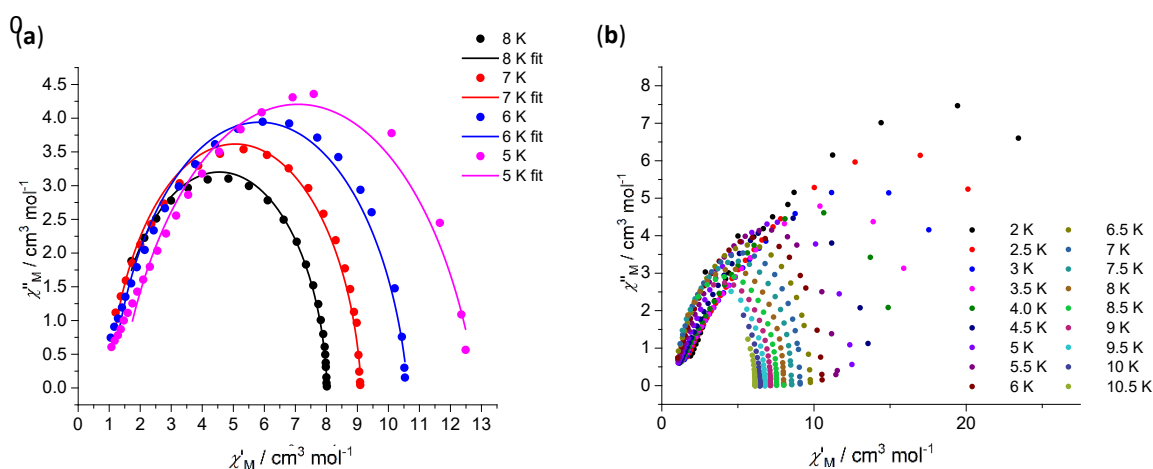 0
(a)
8 K
8 K fit
7 K
7 K fit
6 K
6 K fit
5 K
5 K fit
4.5
4.0
3.5
3.0
2.5
2.0
1.5
1.0
0.5
0.0
χ''M / cm³ mol⁻¹
1 2 3 4 5 6 7 8 9 10 11 12 13
χ'M / cm³ mol⁻¹
(b)
8
7
6
5
4
3
2
1
0
χ''M / cm³ mol⁻¹
2 K 6.5 K
2.5 K 7 K
3 K 7.5 K
3.5 K 8 K
4.0 K 8.5 K
4.5 K 9 K
5 K 9.5 K
5.5 K 10 K
6 K 10.5 K
0 10 20
χ'M / cm³ mol⁻¹